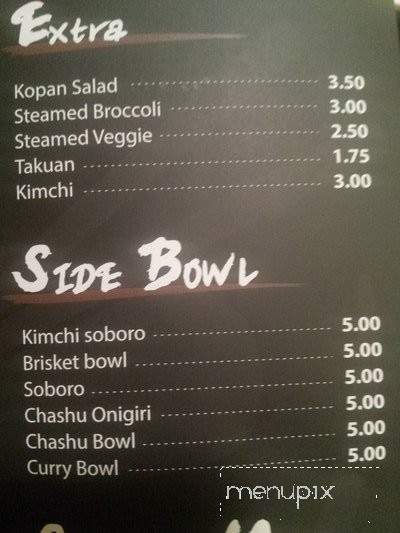 Extra
Kopan Salad 3.50
Steamed Broccoli 3.00
Steamed Veggie 2.50
Takuan 1.75
Kimchi 3.00
Side Bowl
Kimchi soboro 5.00
Brisket bowl 5.00
Soboro 5.00
Chashu Onigiri 5.00
Chashu Bowl 5.00
Curry Bowl 5.00
menupix